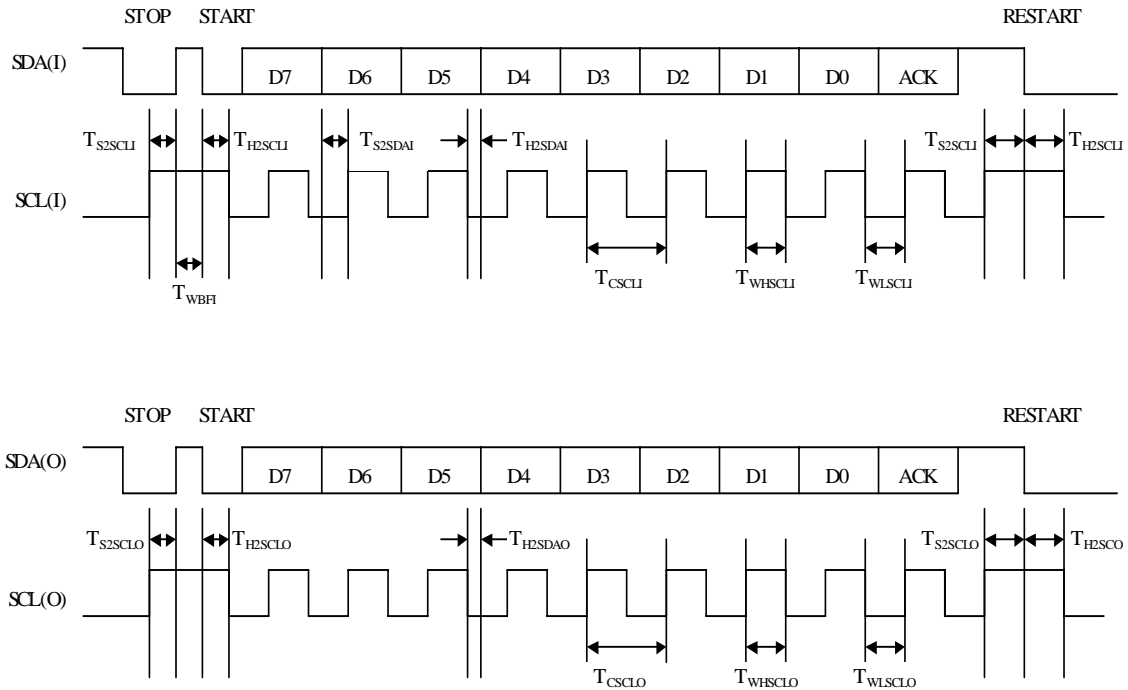 STOP START RESTART
SDA(I) D7 D6 D5 D4 D3 D2 D1 D0 ACK
TS2SCLI TH2SCLI TS2SDAI TH2SDAI TS2SCLI TH2SCLI
SCL(I)
TWBFI TCSCLI TWHSCLI TWLSCLI
STOP START RESTART
SDA(O) D7 D6 D5 D4 D3 D2 D1 D0 ACK
TS2SCLO TH2SCLO TH2SDAO TS2SCLO TH2SCO
SCL(O)
TCSCLO TWHSCLO TWLSCLO